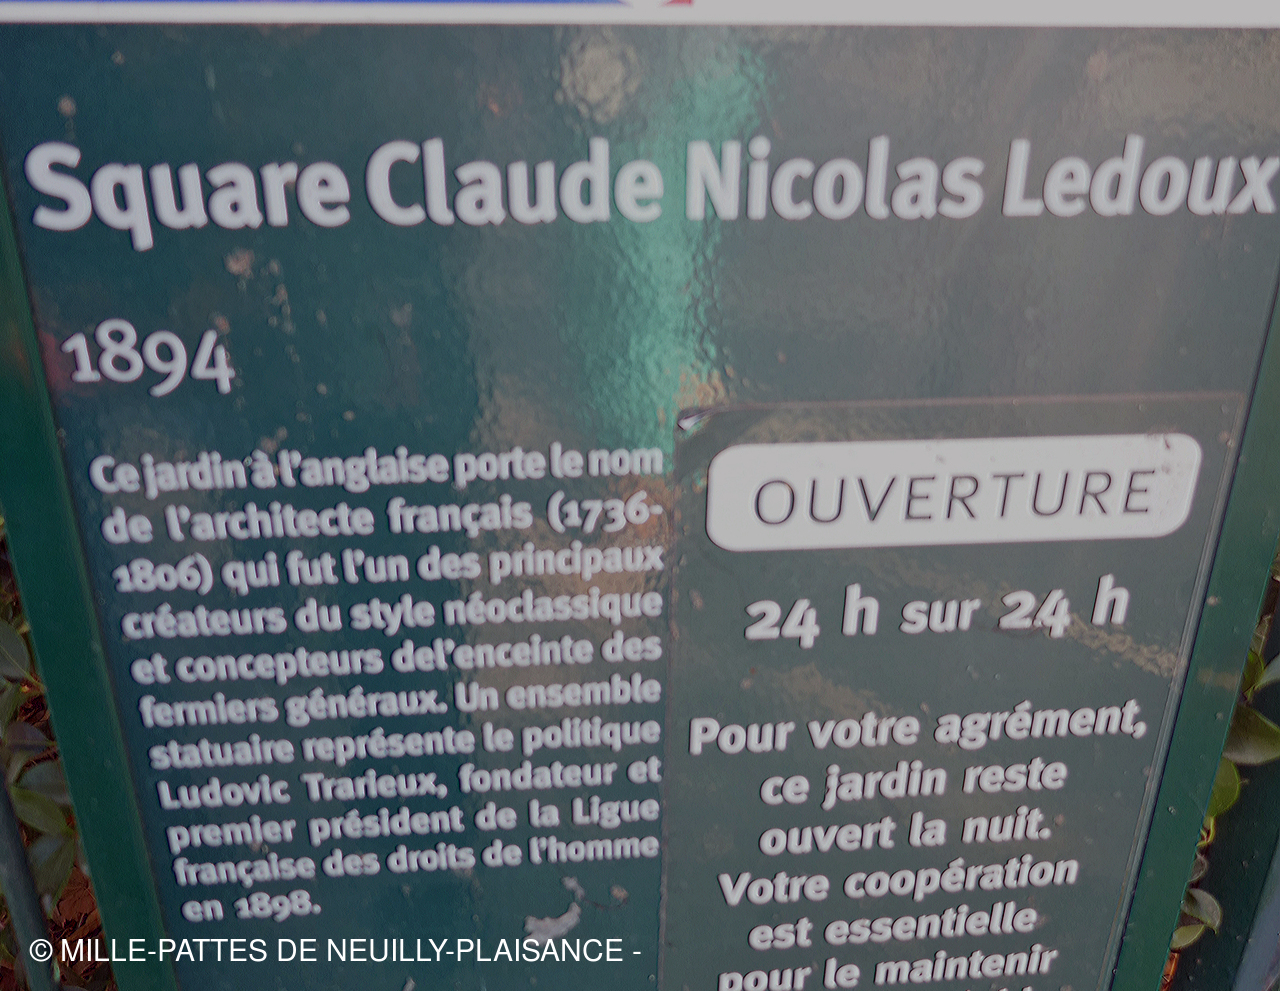 Square Claude Nicolas Ledoux
1894
Ce jardin à l'anglaise porte le nom
de l'architecte français (1736-
1806) qui fut l'un des principaux
créateurs du style néoclassique
et concepteurs del'enceinte des
fermiers généraux. Un ensemble
statuaire représente le politique
Ludovic Trarieux, fondateur et
premier président de la Ligue
française des droits de l'homme
en 1898.
OUVERTURE
24 h sur 24 h
Pour votre agrément,
ce jardin reste
ouvert la nuit.
Votre coopération
est essentielle
pour le maintenir
© MILLE-PATTES DE NEUILLY-PLAISANCE -